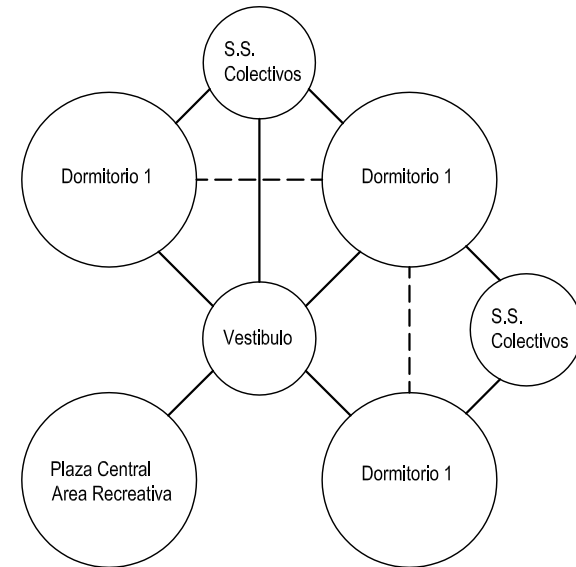 S.S.
Colectivos
Dormitorio 1
Dormitorio 1
S.S.
Colectivos
Vestibulo
Plaza Central
Area Recreativa
Dormitorio 1